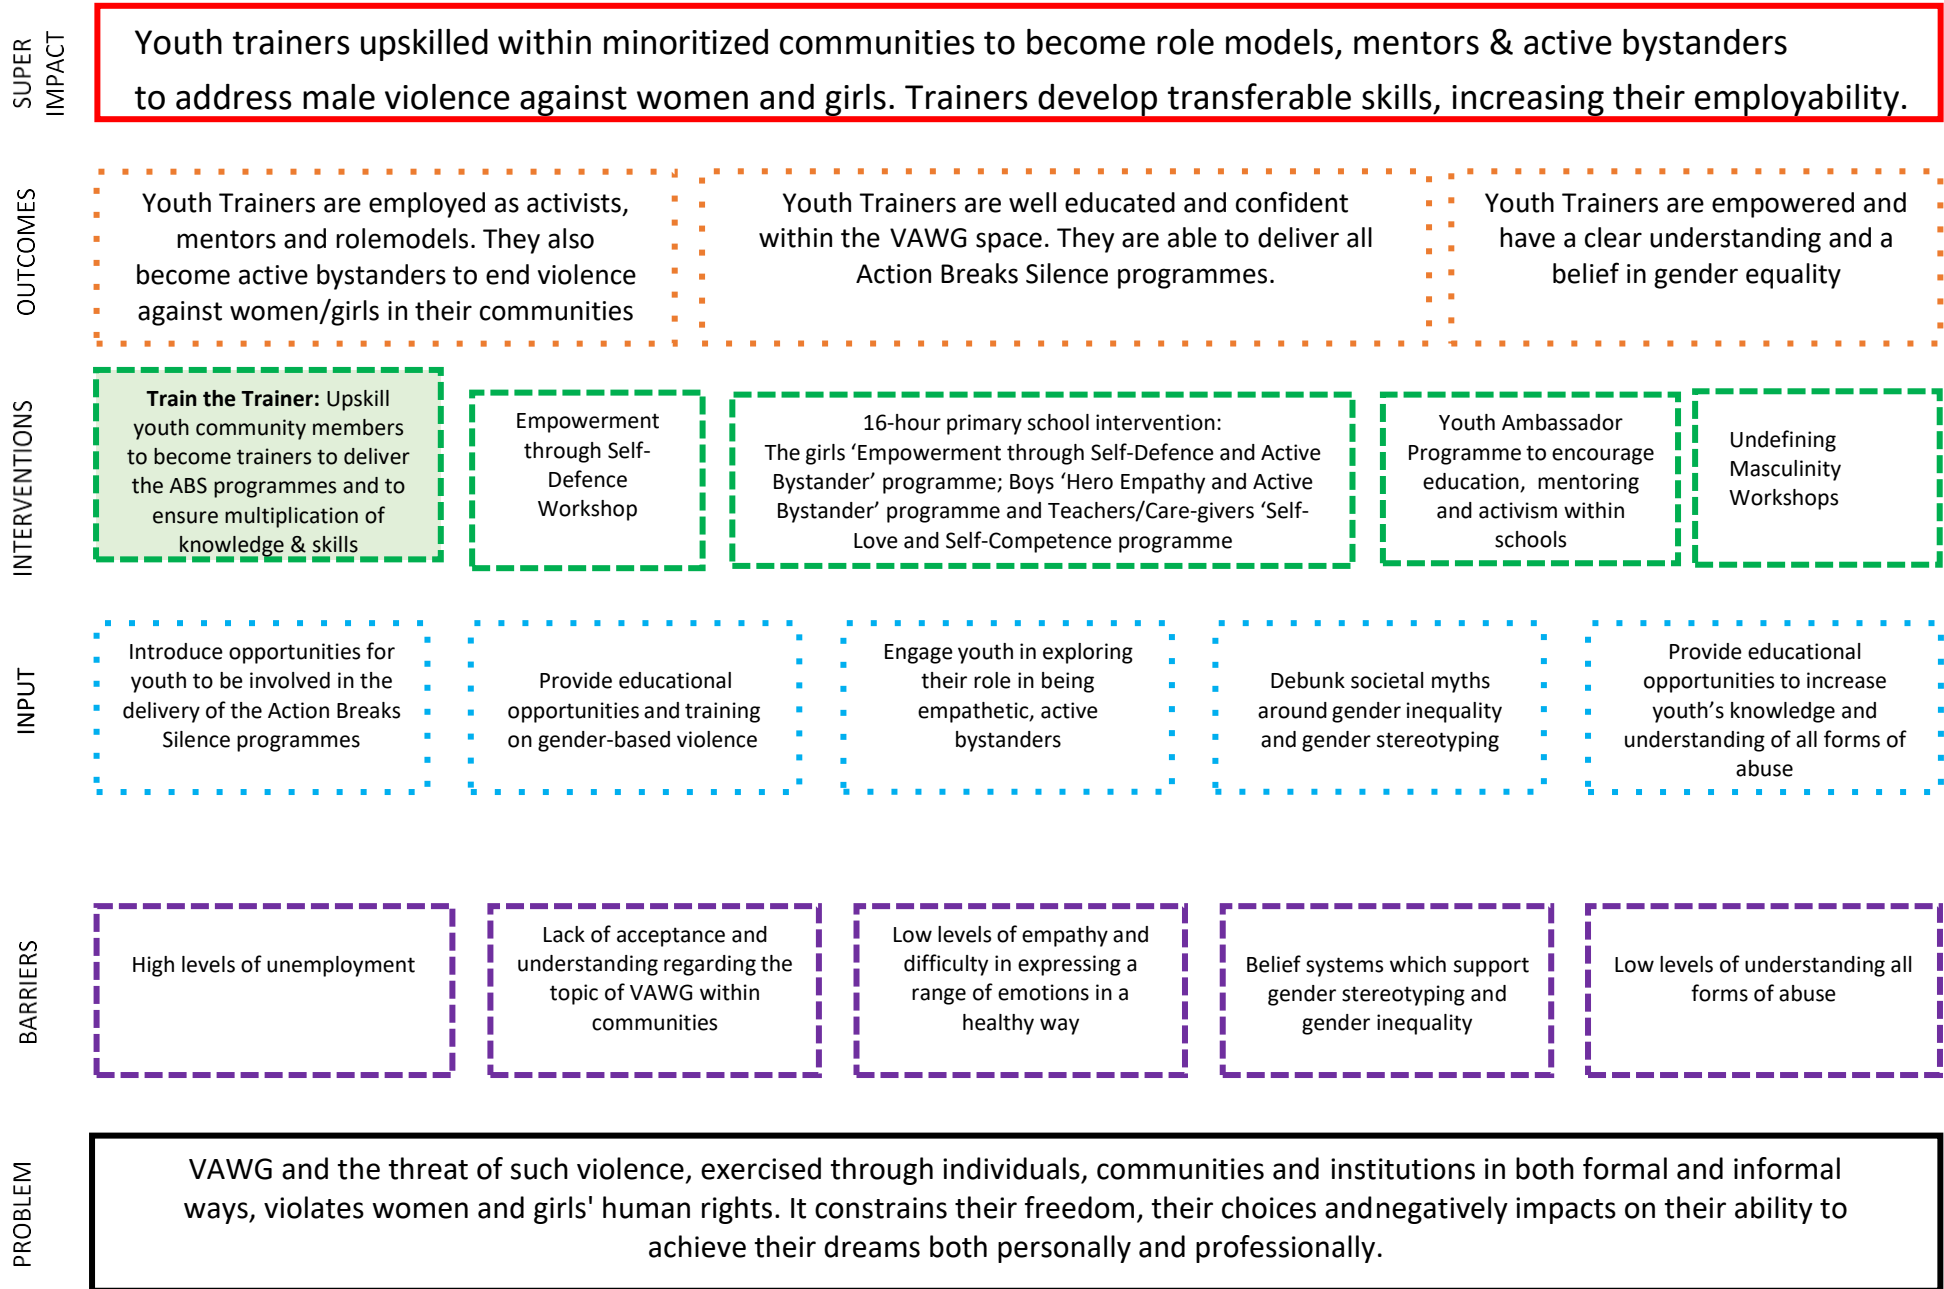 SUPER
IMPACT
Youth trainers upskilled within minoritized communities to become role models, mentors & active bystanders
to address male violence against women and girls. Trainers develop transferable skills, increasing their employability.
OUTCOMES
Youth Trainers are employed as activists,
mentors and rolemodels. They also
become active bystanders to end violence
against women/girls in their communities
Youth Trainers are well educated and confident
within the VAWG space. They are able to deliver all
Action Breaks Silence programmes.
Youth Trainers are empowered and
have a clear understanding and a
belief in gender equality
INTERVENTIONS
Train the Trainer: Upskill
youth community members
to become trainers to deliver
the ABS programmes and to
ensure multiplication of
knowledge & skills
Empowerment
through Self-
Defence
Workshop
16-hour primary school intervention:
The girls ‘Empowerment through Self-Defence and Active
Bystander’ programme; Boys ‘Hero Empathy and Active
Bystander’ programme and Teachers/Care-givers ‘Self-
Love and Self-Competence programme
Youth Ambassador
Programme to encourage
education, mentoring
and activism within
schools
Undefining
Masculinity
Workshops
INPUT
Introduce opportunities for
youth to be involved in the
delivery of the Action Breaks
Silence programmes
Provide educational
opportunities and training
on gender-based violence
Engage youth in exploring
their role in being
empathetic, active
bystanders
Debunk societal myths
around gender inequality
and gender stereotyping
Provide educational
opportunities to increase
youth’s knowledge and
understanding of all forms of
abuse
BARRIERS
High levels of unemployment
Lack of acceptance and
understanding regarding the
topic of VAWG within
communities
Low levels of empathy and
difficulty in expressing a
range of emotions in a
healthy way
Belief systems which support
gender stereotyping and
gender inequality
Low levels of understanding all
forms of abuse
PROBLEM
VAWG and the threat of such violence, exercised through individuals, communities and institutions in both formal and informal
ways, violates women and girls' human rights. It constrains their freedom, their choices andnegatively impacts on their ability to
achieve their dreams both personally and professionally.